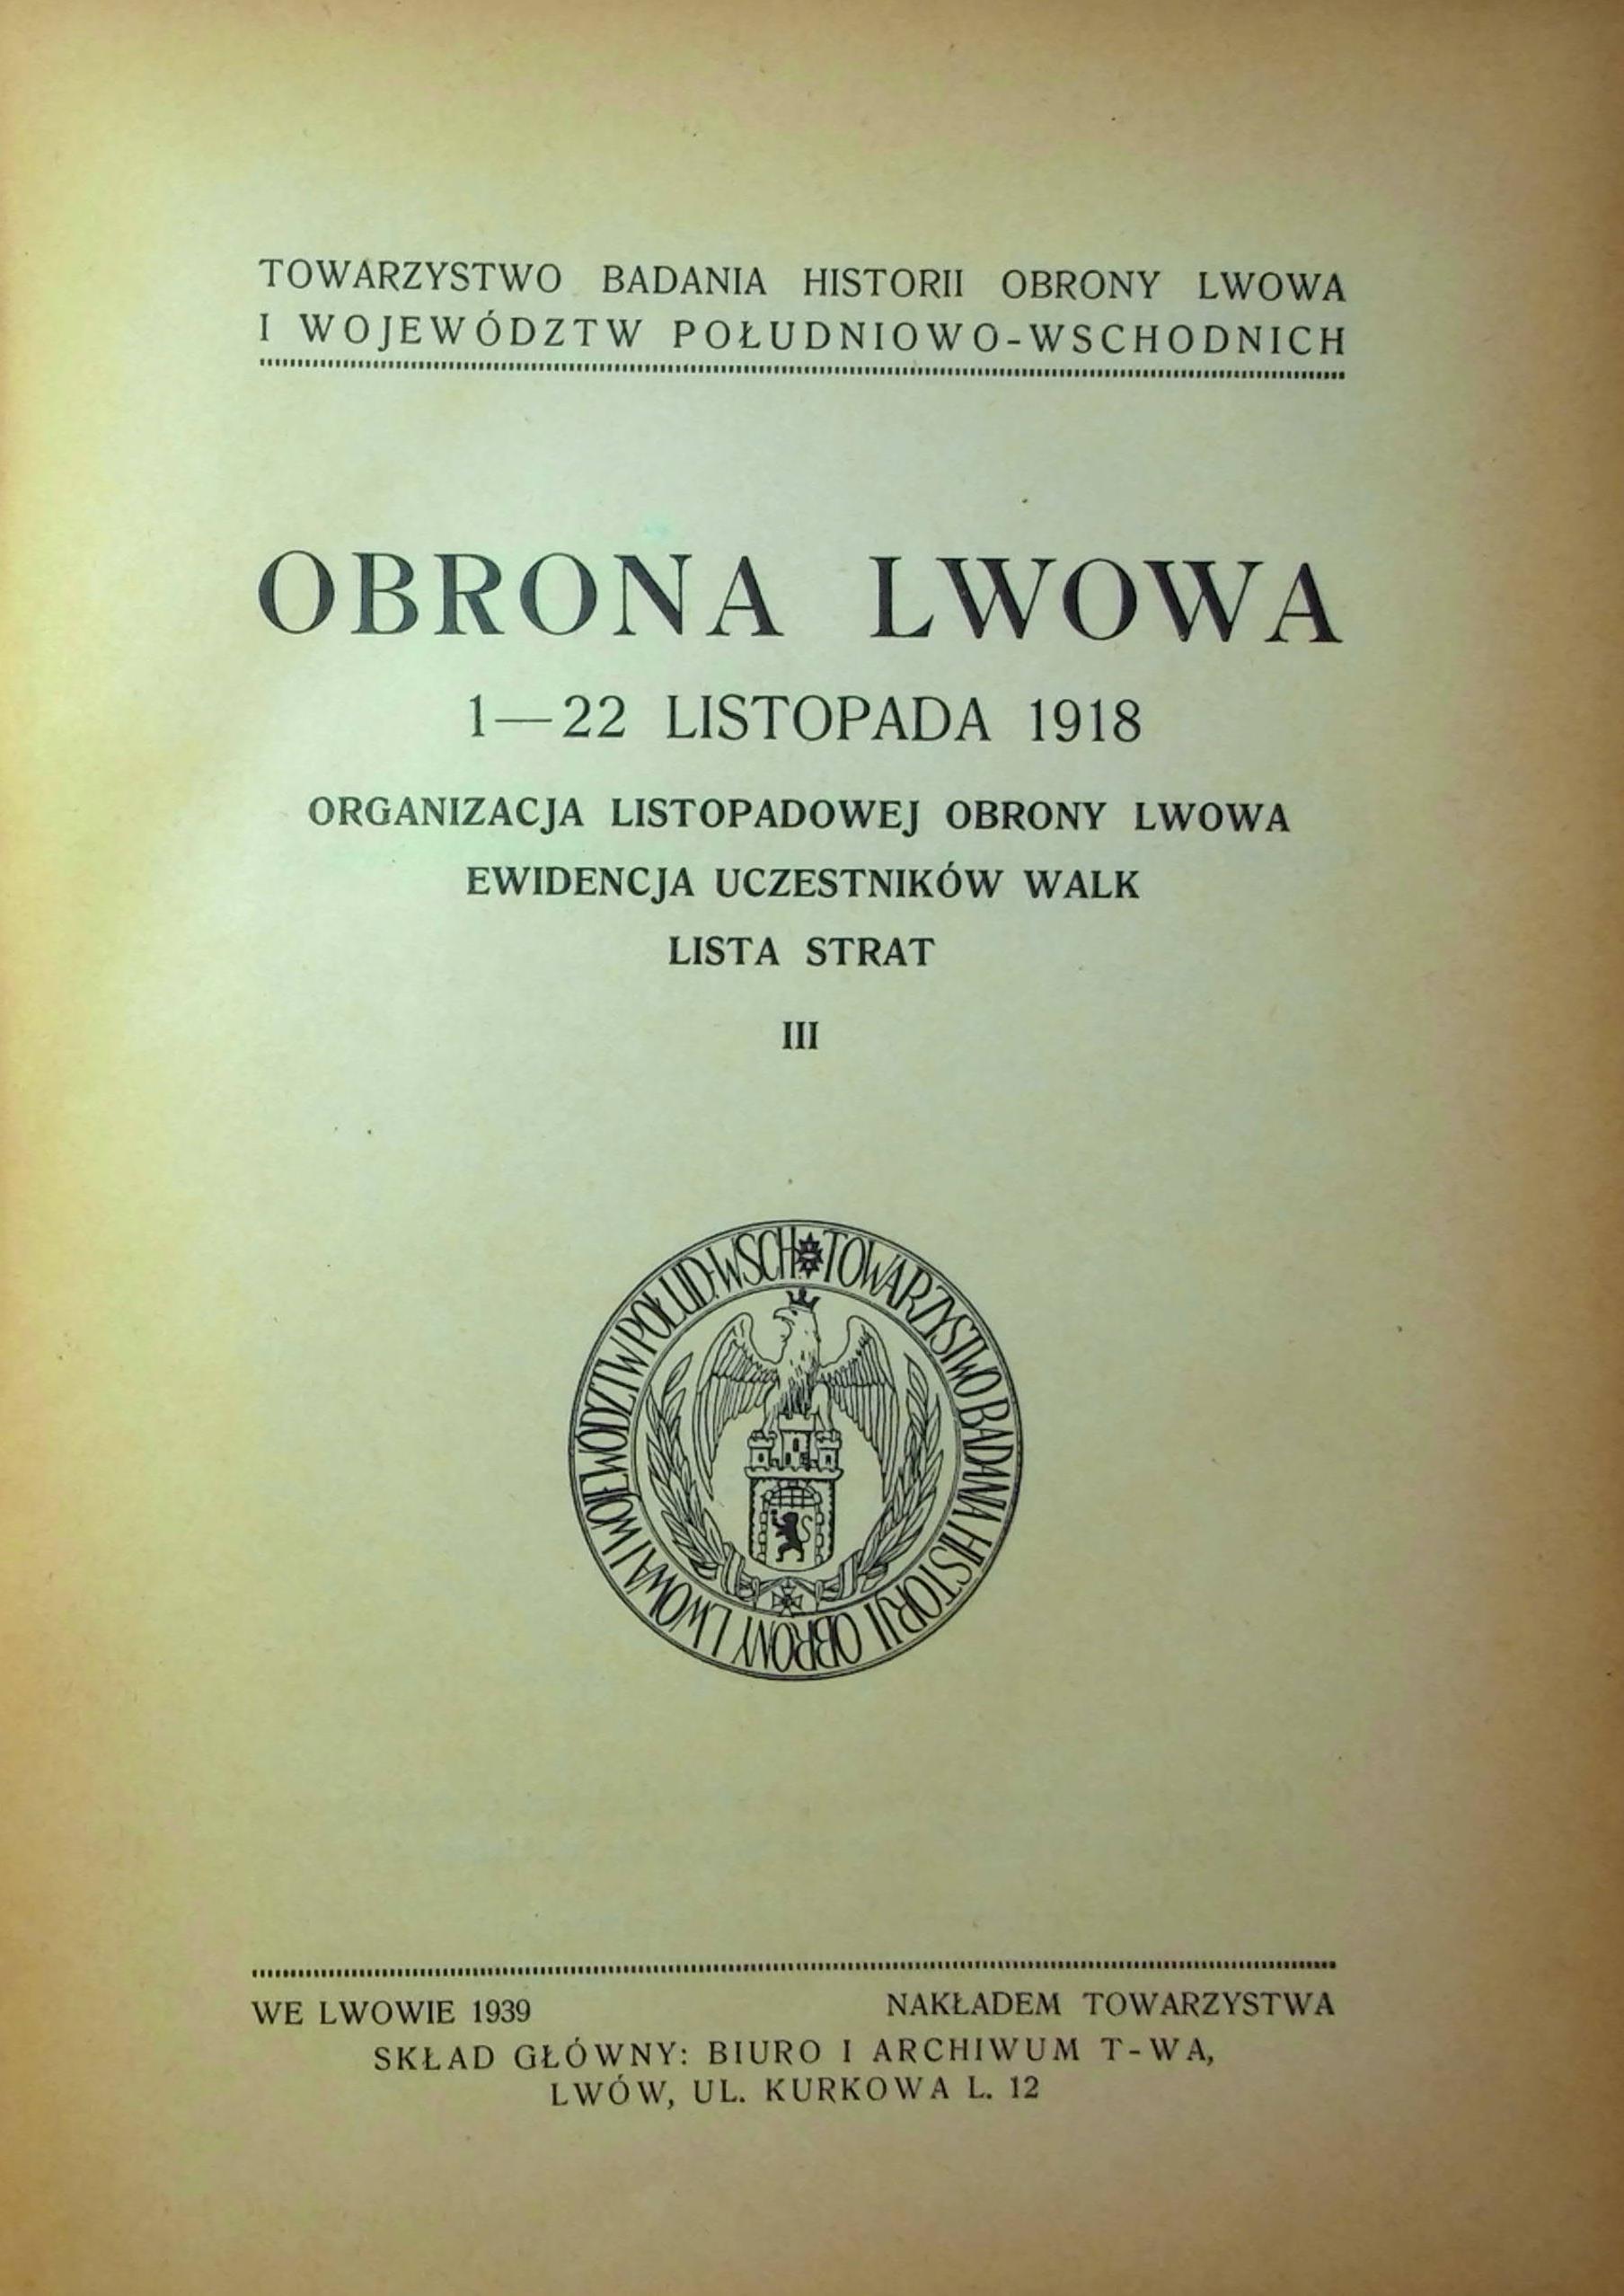 TOWARZYSTWO BADANIA HISTORII OBRONY LWOWA
I WOJEWÓDZTW POŁUDNIOWO-WSCHODNICH
OBRONA LWOWA
1—22 LISTOPADA 1918
ORGANIZACJA LISTOPADOWEJ OBRONY LWOWA
EWIDENCJA UCZESTNIKÓW WALK
LISTA STRAT
III
TOWARZYSTWO BADANIA HISTORJI OBRONY LWOWA I WOJEWÓDZTW POŁUD-WSCH.
WE LWOWIE 1939 NAKŁADEM TOWARZYSTWA
SKŁAD GŁÓWNY: BIURO I ARCHIWUM T-WA,
LWÓW, UL. KURKOWA L. 12